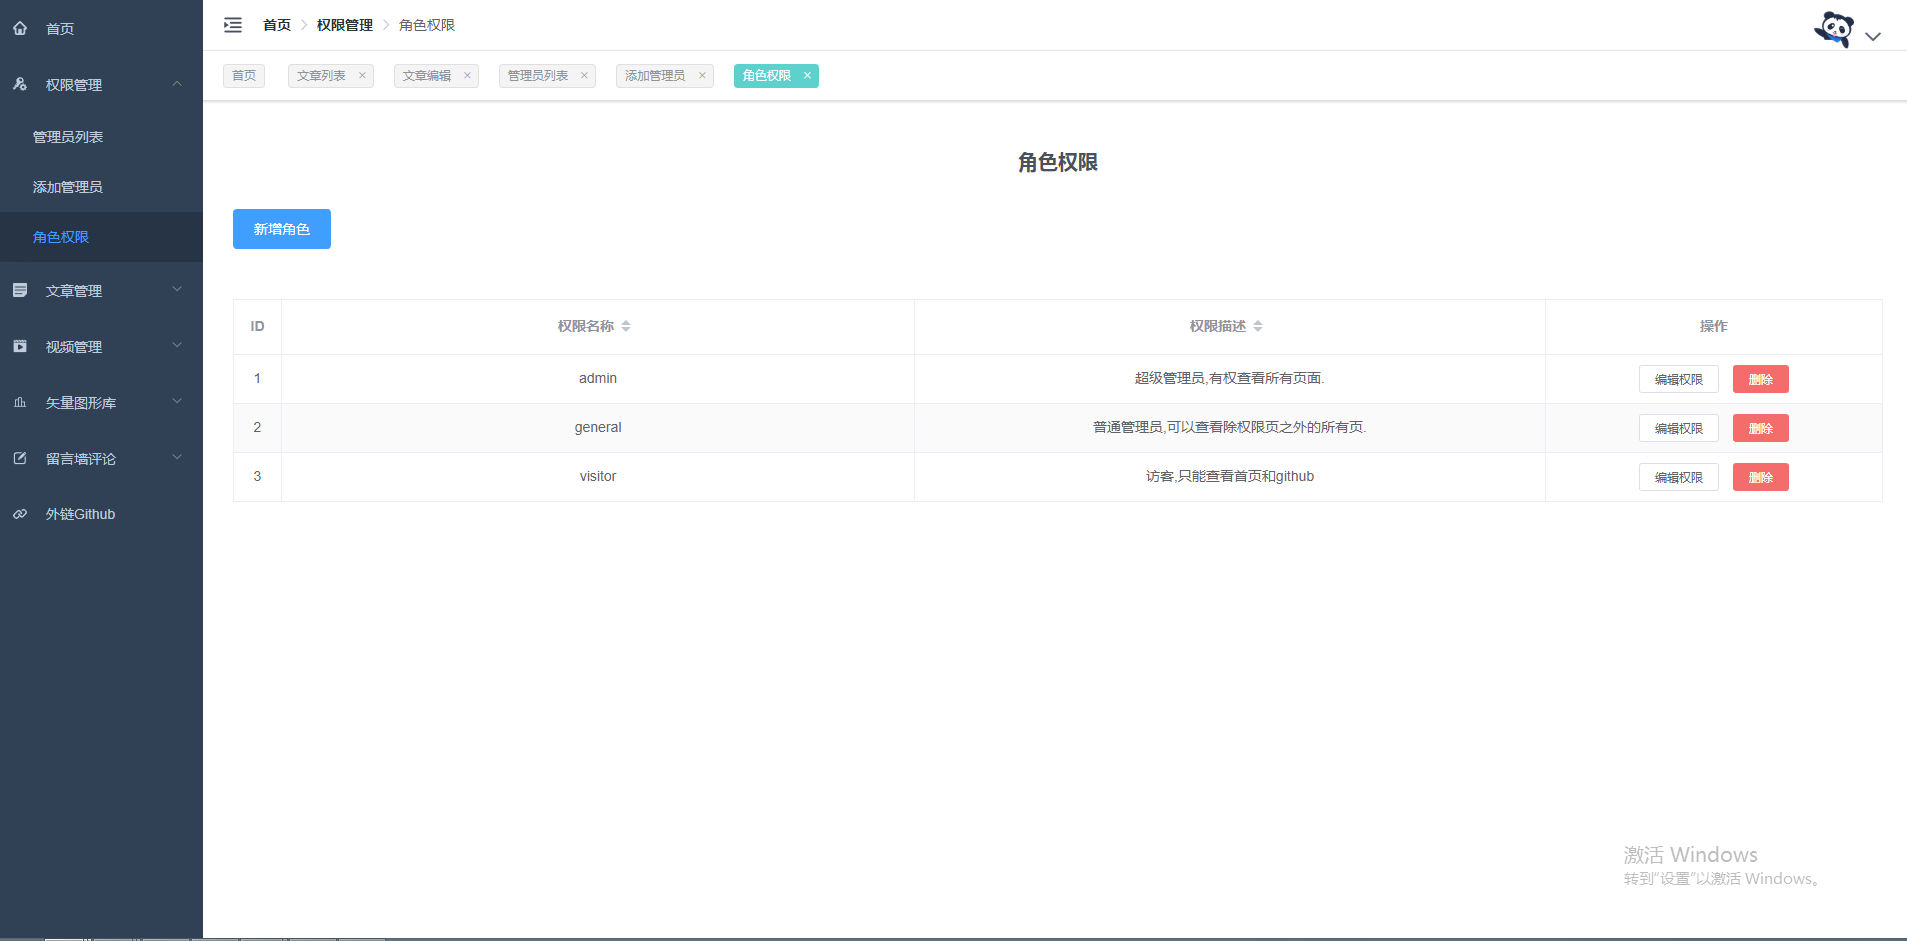 首页
权限管理
管理员列表
添加管理员
角色权限
文章管理
视频管理
矢量图形库
留言墙评论
外链Github
首页 权限管理 角色权限
首页 文章列表 × 文章编辑 × 管理员列表 × 添加管理员 × 角色权限 ×
角色权限
新增角色
ID 权限名称 权限描述 操作
1 admin 超级管理员,有权查看所有页面. 编辑权限 删除
2 general 普通管理员,可以查看除权限页之外的所有页. 编辑权限 删除
3 visitor 访客,只能查看首页和github 编辑权限 删除
激活 Windows
转到“设置”以激活 Windows。